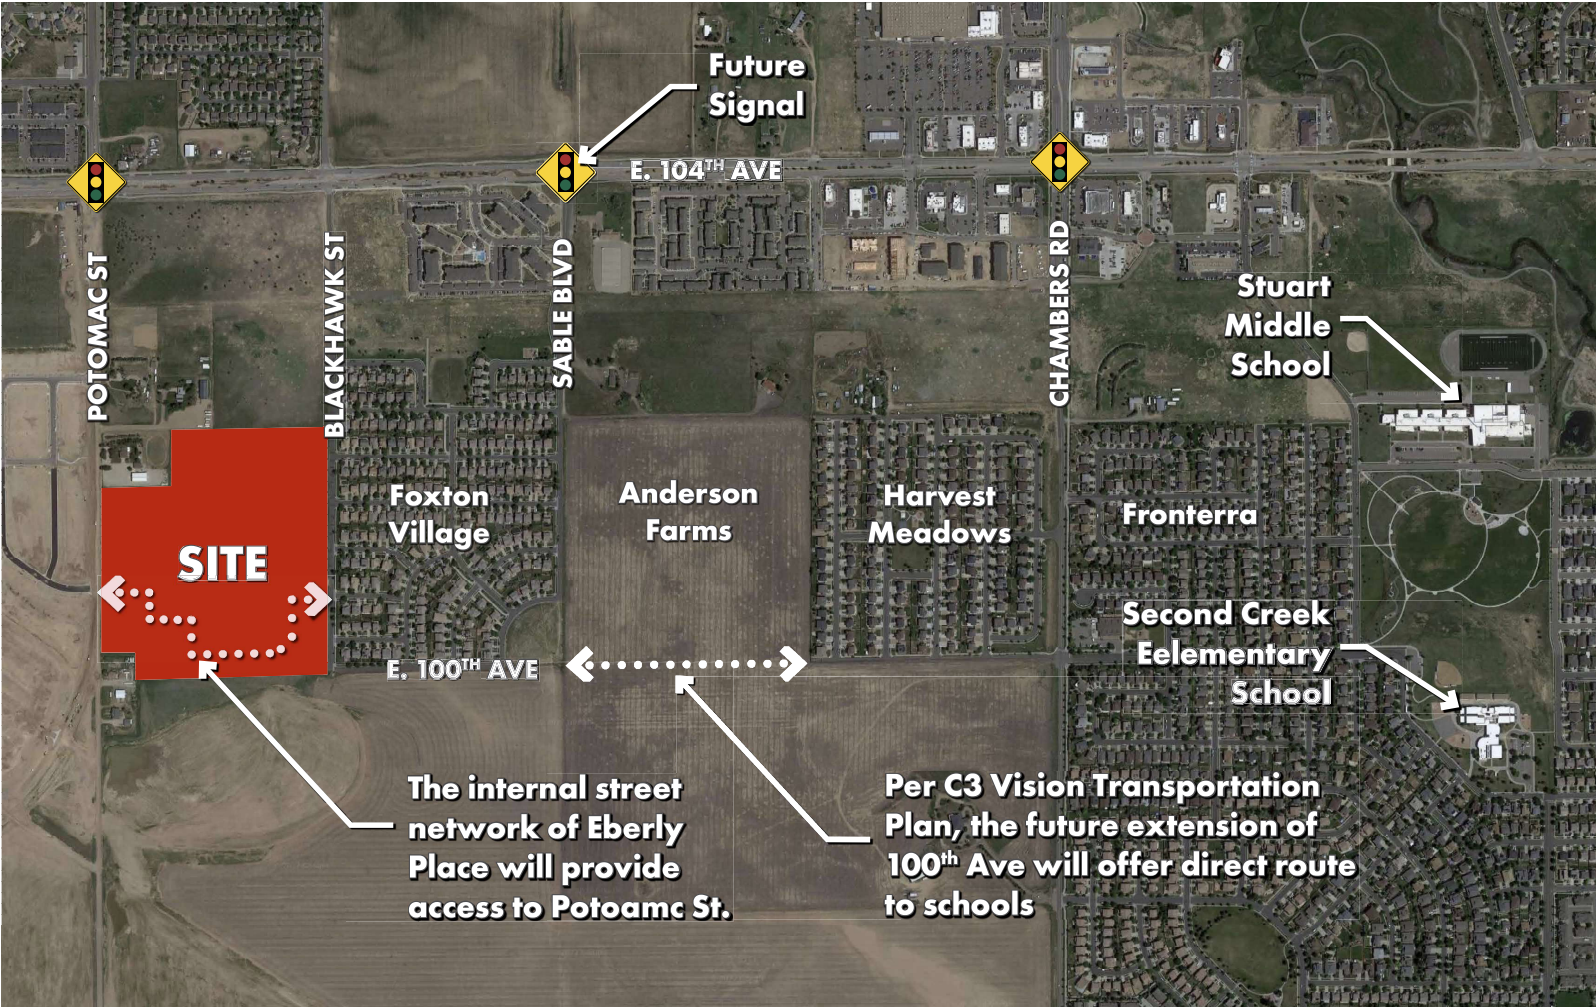 Future
Signal
E. 104TH AVE
POTOMAC ST
BLACKHAWK ST
SABLE BLVD
CHAMBERS RD
Stuart
Middle
School
Foxton
Village
Anderson
Farms
Harvest
Meadows
Fronterra
SITE
Second Creek
Eelementary
School
E. 100TH AVE
The internal street
network of Eberly
Place will provide
access to Potoamc St.
Per C3 Vision Transportation
Plan, the future extension of
100th Ave will offer direct route
to schools